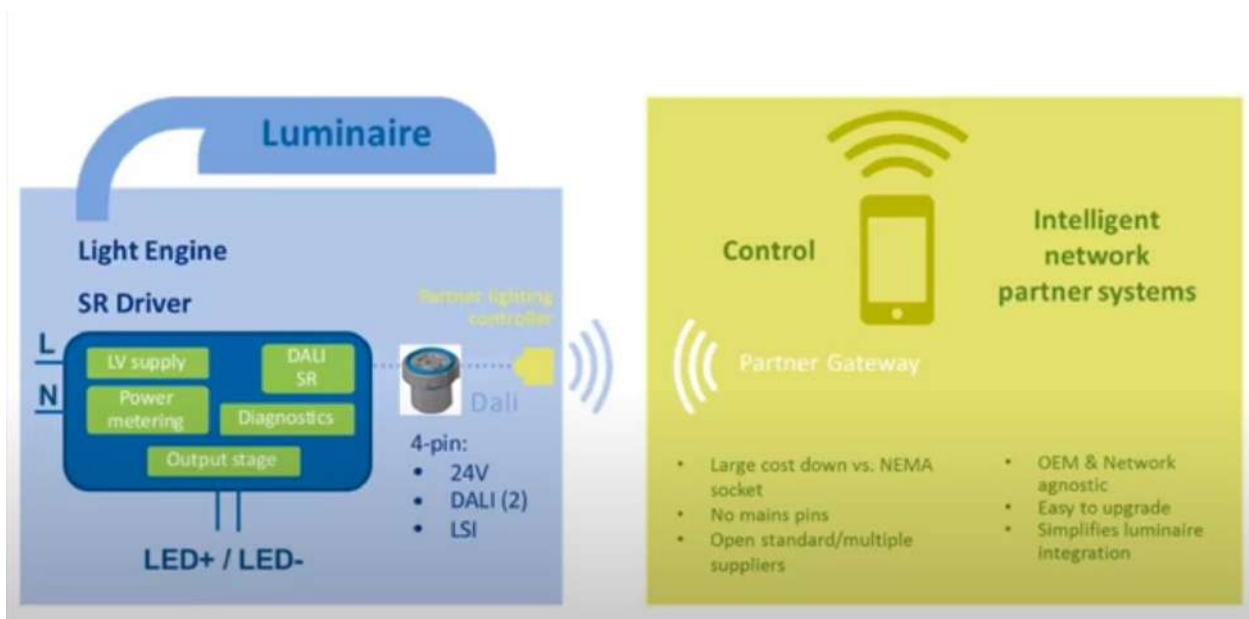 Luminaire
Light Engine
SR Driver
Partner lighting
controller
L
N
LV supply
DALI
SR
Power
metering
Diagnostics
Output stage
Dali
4-pin:
• 24V
• DALI (2)
• LSI
LED+ / LED-
Control
Intelligent
network
partner systems
Partner Gateway
• Large cost down vs. NEMA
socket
• No mains pins
• Open standard/multiple
suppliers
• OEM & Network
agnostic
• Easy to upgrade
• Simplifies luminaire
integration